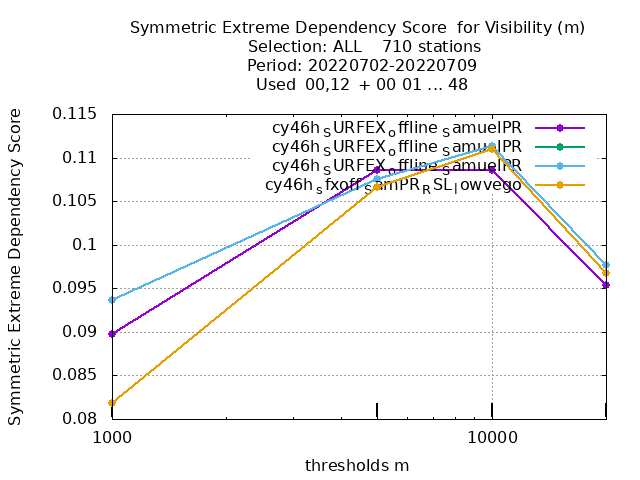 Symmetric Extreme Dependency Score for Visibility (m)
Selection: ALL 710 stations
Period: 20220702-20220709
Used 00,12 + 00 01 ... 48
Symmetric Extreme Dependency Score
0.115
0.11
0.105
0.1
0.095
0.09
0.085
0.08
cy46h_SURFEX_offline_SamuelPR
cy46h_SURFEX_offline_SamuelPR
cy46h_SURFEX_offline_SamuelPR
cy46h_sfxoff_SamPR_RSL_lowvego
1000
10000
thresholds m